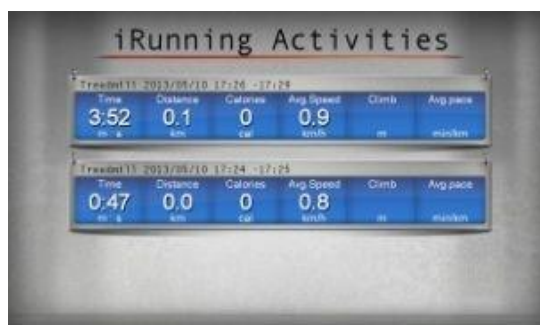 iRunning Activities
Treadmill 2013/05/10 17:26 -17:29
Time Distance Calories Avg.Speed Climb Avg.pace
3:52 0.1 0 0.9
m s km cal km/h m min/km
Treadmill 2013/05/10 17:24 -17:25
Time Distance Calories Avg.Speed Climb Avg.pace
0:47 0.0 0 0.8
m s km cal km/h m min/km